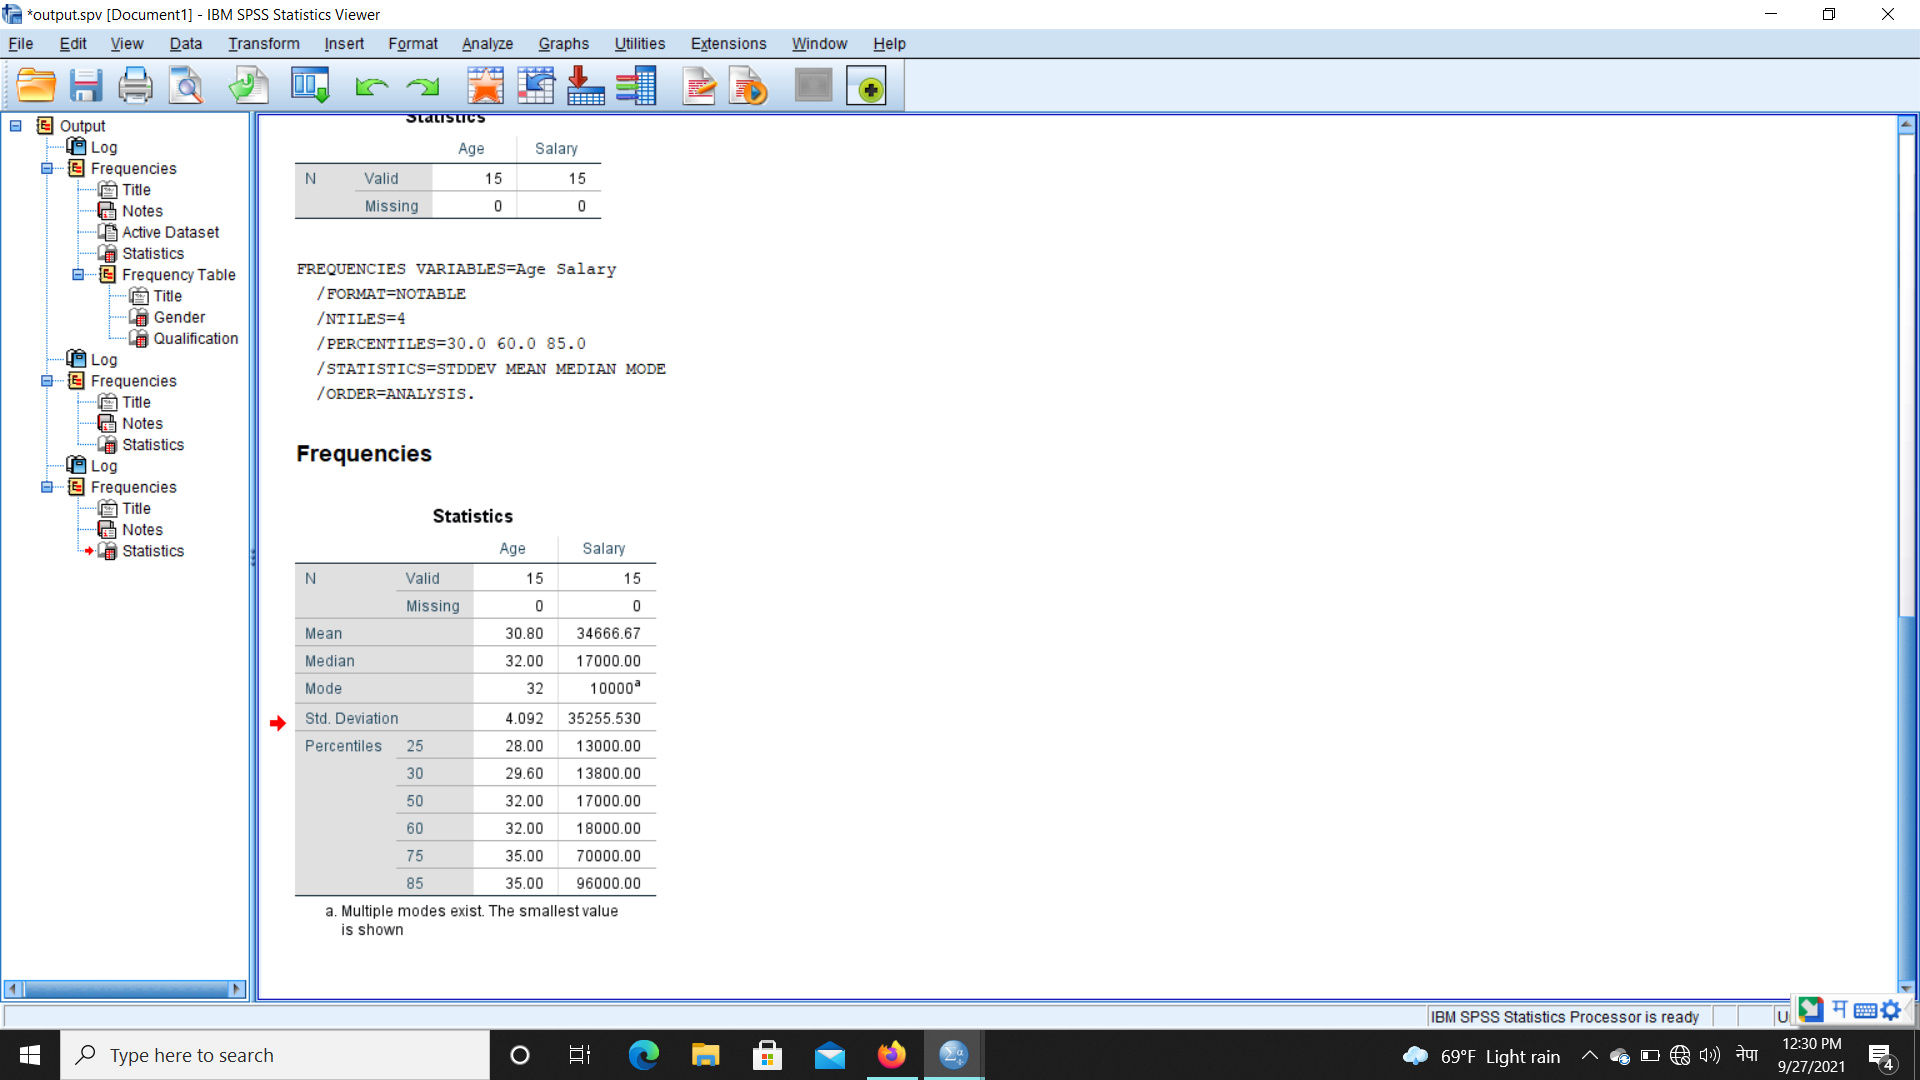 *output.spv [Document1] - IBM SPSS Statistics Viewer
File Edit View Data Transform Insert Format Analyze Graphs Utilities Extensions Window Help
Output
Log
Frequencies
Title
Notes
Active Dataset
Statistics
Frequency Table
Title
Gender
Qualification
Log
Frequencies
Title
Notes
Statistics
Log
Frequencies
Title
Notes
Statistics
Statistics
Age Salary
N Valid 15 15
Missing 0 0
FREQUENCIES VARIABLES=Age Salary
/FORMAT=NOTABLE
/NTILES=4
/PERCENTILES=30.0 60.0 85.0
/STATISTICS=STDDEV MEAN MEDIAN MODE
/ORDER=ANALYSIS.
Frequencies
Statistics
Age Salary
N Valid 15 15
Missing 0 0
Mean 30.80 34666.67
Median 32.00 17000.00
Mode 32 10000a
Std. Deviation 4.092 35255.530
Percentiles 25 28.00 13000.00
30 29.60 13800.00
50 32.00 17000.00
60 32.00 18000.00
75 35.00 70000.00
85 35.00 96000.00
a. Multiple modes exist. The smallest value
is shown
IBM SPSS Statistics Processor is ready
म
Type here to search
69°F Light rain
नेपा
12:30 PM
9/27/2021
4